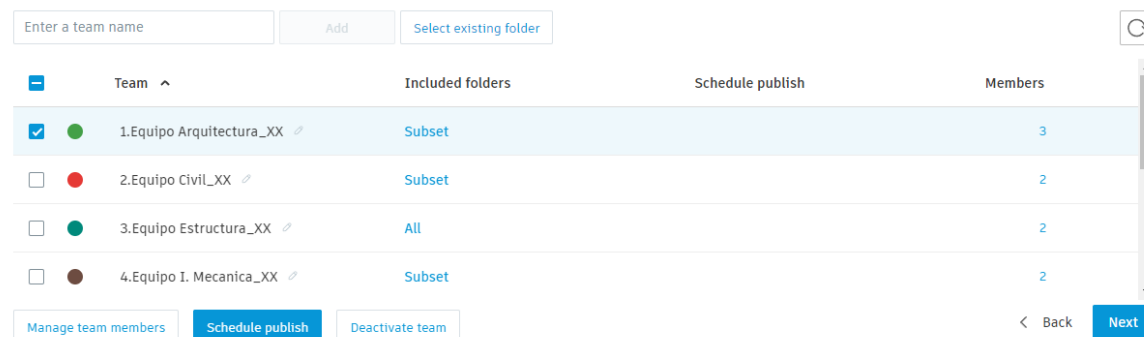 Enter a team name Add Select existing folder
Team Included folders Schedule publish Members
1.Equipo Arquitectura_XX Subset 3
2.Equipo Civil_XX Subset 2
3.Equipo Estructura_XX All 2
4.Equipo I. Mecanica_XX Subset 2
Manage team members Schedule publish Deactivate team Back Next